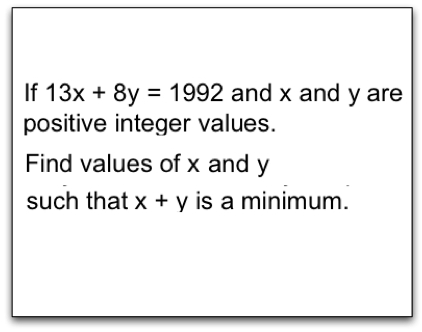 If 13x + 8y = 1992 and x and y are
positive integer values.
Find values of x and y
such that x + y is a minimum.